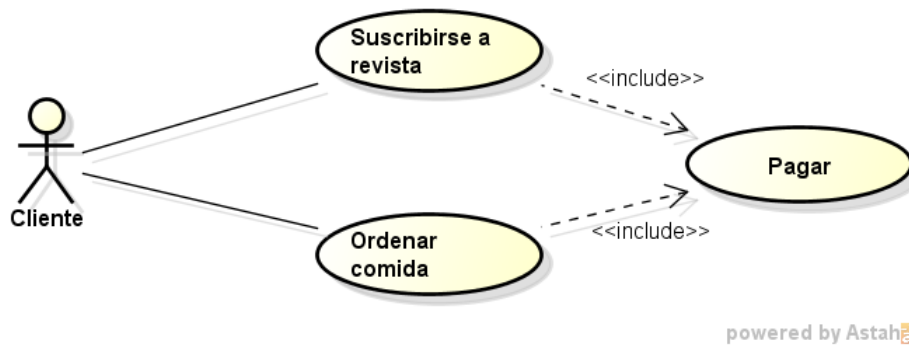 Suscribirse a
revista
<<include>>
Pagar
Cliente
<<include>>
Ordenar
comida
powered by Astah